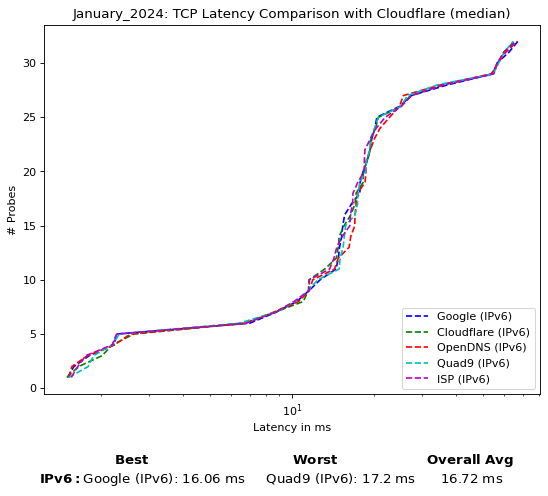 January_2024: TCP Latency Comparison with Cloudflare (median)
# Probes
30
25
20
15
10
5
0
Google (IPv6)
Cloudflare (IPv6)
OpenDNS (IPv6)
Quad9 (IPv6)
ISP (IPv6)
10^1
Latency in ms
Best Worst Overall Avg
IPv6: Google (IPv6): 16.06 ms Quad9 (IPv6): 17.2 ms 16.72 ms